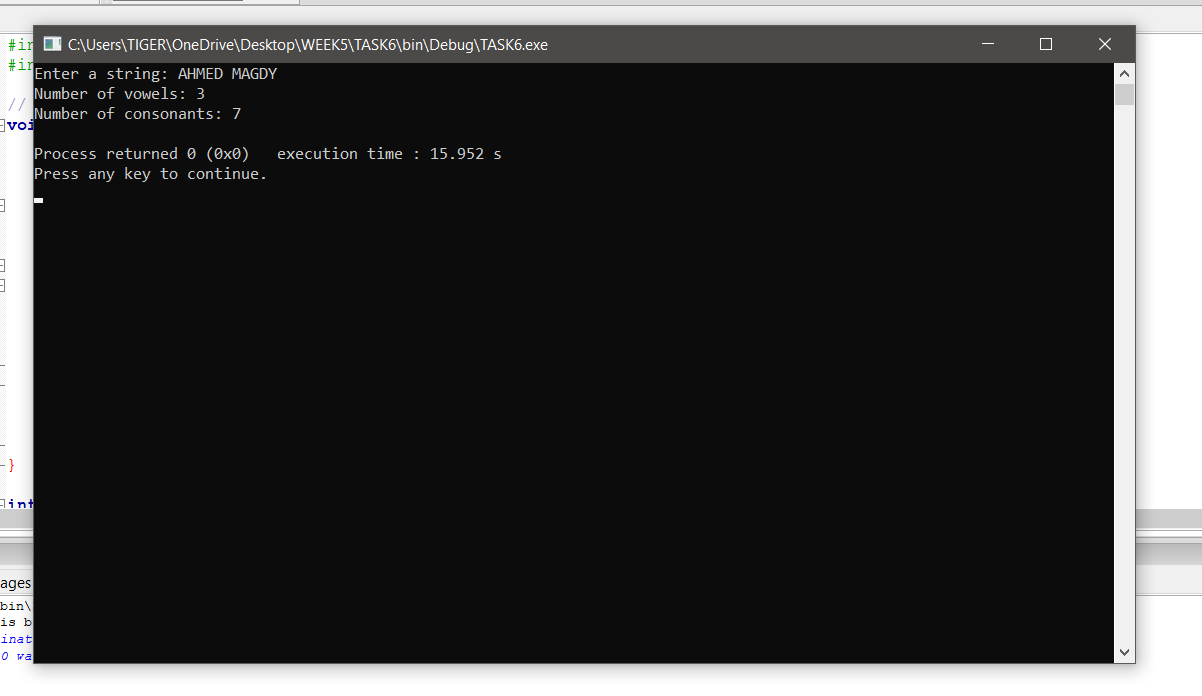 C:\Users\TIGER\OneDrive\Desktop\WEEK5\TASK6\bin\Debug\TASK6.exe
Enter a string: AHMED MAGDY
Number of vowels: 3
Number of consonants: 7
Process returned 0 (0x0)   execution time : 15.952 s
Press any key to continue.
#in
#in
//
voi
}
int
ages
bin\
is b
inat
0 wa